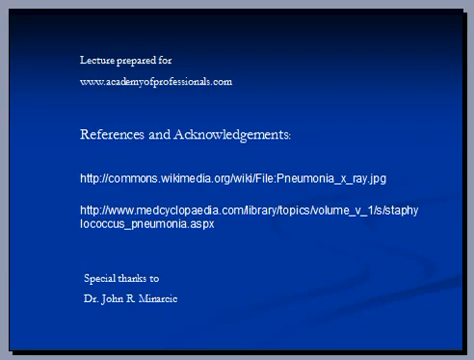 Lecture prepared for
www.academyofprofessionals.com
References and Acknowledgements:
http://commons.wikimedia.org/wiki/File:Pneumonia_x_ray.jpg
http://www.medcyclopaedia.com/library/topics/volume_v_1/s/staphy
lococcus_pneumonia.aspx
Special thanks to
Dr. John R. Minarcic